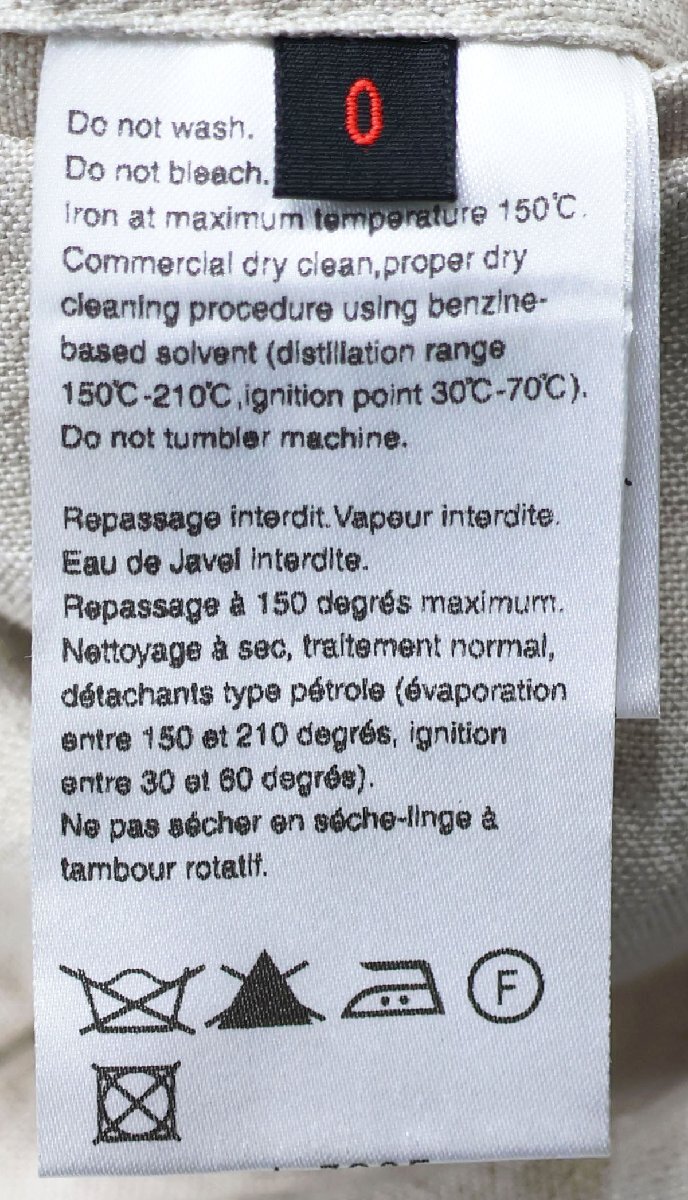 0
Do not wash.
Do not bleach.
Iron at maximum temperature 150℃.
Commercial dry clean,proper dry
cleaning procedure using benzine-
based solvent (distillation range
150℃-210℃,ignition point 30℃-70℃).
Do not tumbler machine.
Repassage interdit.Vapeur interdite.
Eau de Javel interdite.
Repassage à 150 degrés maximum.
Nettoyage à sec, traitement normal,
détachants type pétrole (évaporation
entre 150 et 210 degrés, ignition
entre 30 et 60 degrés).
Ne pas sécher en séche-linge à
tambour rotatif.
F